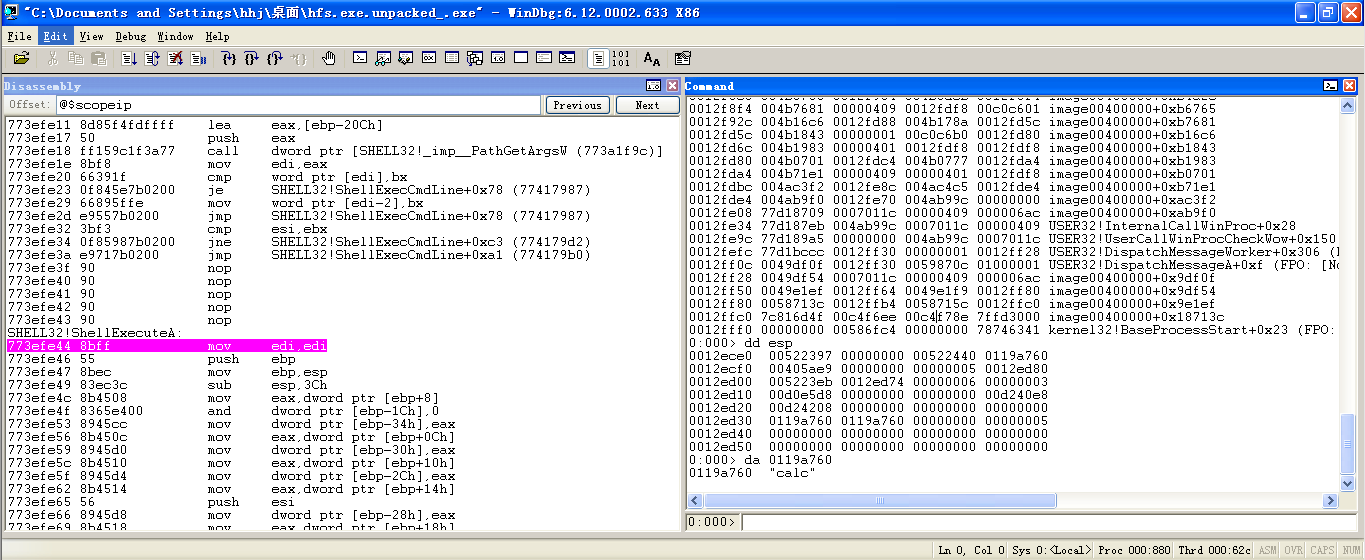 "C:\Documents and Settings\hhj\桌面\hfs.exe.unpacked_.exe" - WinDbg:6.12.0002.633 X86
File Edit View Debug Window Help
Disassembly
Offset: @$scopeip Previous Next
773efe11 8d85f4fdffff lea eax,[ebp-20Ch]
773efe17 50 push eax
773efe18 ff159c1f3a77 call dword ptr [SHELL32!_imp__PathGetArgsW (773a1f9c)]
773efe1e 8bf8 mov edi,eax
773efe20 66391f cmp word ptr [edi],bx
773efe23 0f845e7b0200 je SHELL32!ShellExecCmdLine+0x78 (77417987)
773efe29 66895ffe mov word ptr [edi-2],bx
773efe2d e9557b0200 jmp SHELL32!ShellExecCmdLine+0x78 (77417987)
773efe32 3bf3 cmp esi,ebx
773efe34 0f85987b0200 jne SHELL32!ShellExecCmdLine+0xc3 (774179d2)
773efe3a e9717b0200 jmp SHELL32!ShellExecCmdLine+0xa1 (774179b0)
773efe3f 90 nop
773efe40 90 nop
773efe41 90 nop
773efe42 90 nop
773efe43 90 nop
SHELL32!ShellExecuteA:
773efe44 8bff mov edi,edi
773efe46 55 push ebp
773efe47 8bec mov ebp,esp
773efe49 83ec3c sub esp,3Ch
773efe4c 8b4508 mov eax,dword ptr [ebp+8]
773efe4f 8365e400 and dword ptr [ebp-1Ch],0
773efe53 8945cc mov dword ptr [ebp-34h],eax
773efe56 8b450c mov eax,dword ptr [ebp+0Ch]
773efe59 8945d0 mov dword ptr [ebp-30h],eax
773efe5c 8b4510 mov eax,dword ptr [ebp+10h]
773efe5f 8945d4 mov dword ptr [ebp-2Ch],eax
773efe62 8b4514 mov eax,dword ptr [ebp+14h]
773efe65 56 push esi
773efe66 8945d8 mov dword ptr [ebp-28h],eax
773efe69 8b4518 mov eax,dword ptr [ebp+18h]
Command
0012f8f4 004b7681 00000409 0012fdf8 00c0c601 image00400000+0xb6765
0012f92c 004b16c6 0012fd88 004b178a 0012fd5c image00400000+0xb7681
0012fd5c 004b1843 00000001 00c0c6b0 0012fd80 image00400000+0xb16c6
0012fd6c 004b1983 00000401 0012fdf8 0012fdf8 image00400000+0xb1843
0012fd80 004b0701 0012fdc4 004b0777 0012fda4 image00400000+0xb1983
0012fda4 004b71e1 00000409 00000401 0012fdf8 image00400000+0xb0701
0012fdbc 004ac3f2 0012fe8c 004ac4c5 0012fde4 image00400000+0xb71e1
0012fde4 004ab9f0 0012fe70 004ab99c 00000000 image00400000+0xac3f2
0012fe08 77d18709 0007011c 00000409 000006ac image00400000+0xab9f0
0012fe34 77d187eb 004ab99c 0007011c 00000409 USER32!InternalCallWinProc+0x28
0012fe9c 77d189a5 00000000 004ab99c 0007011c USER32!UserCallWinProcCheckWow+0x150
0012fefc 77d1bccc 0012ff30 00000001 0012ff28 USER32!DispatchMessageWorker+0x306 (
0012ff0c 0049df0f 0012ff30 0059870c 01000001 USER32!DispatchMessageA+0xf (FPO: [No
0012ff28 0049df54 0007011c 00000409 000006ac image00400000+0x9df0f
0012ff50 0049e1ef 0012ff64 0049e1f9 0012ff80 image00400000+0x9df54
0012ff80 0058713c 0012ffb4 0058715c 0012ffc0 image00400000+0x9e1ef
0012ffc0 7c816d4f 00c4f6ee 00c4f78e 7ffd3000 image00400000+0x18713c
0012fff0 00000000 00586fc4 00000000 78746341 kernel32!BaseProcessStart+0x23 (FPO:
0:000> dd esp
0012ece0 00522397 00000000 00522440 0119a760
0012ecf0 00405ae9 00000000 00000005 0012ed80
0012ed00 005223eb 0012ed74 00000006 00000003
0012ed10 00d0e5d8 00000000 00000000 00d240e8
0012ed20 00d24208 00000000 00000000 00000000
0012ed30 0119a760 0119a760 00000000 00000005
0012ed40 00000000 00000000 00000000 00000000
0012ed50 00000000 00000000 00000000 00000000
0:000> da 0119a760
0119a760 "calc"
0:000>
Ln 0, Col 0 Sys 0:<Local> Proc 000:880 Thrd 000:62c ASM OVR CAPS NUM